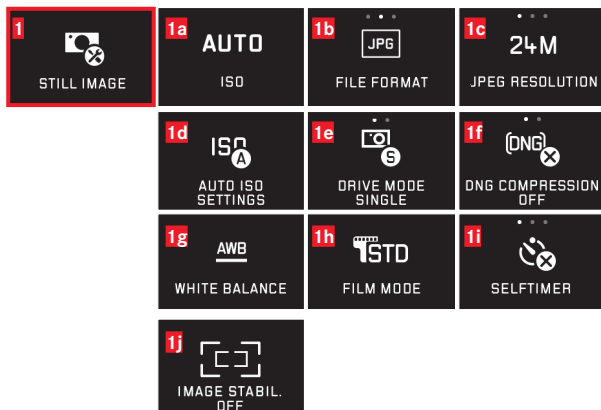 1
STILL IMAGE
1a
AUTO
ISO
1b
JPG
FILE FORMAT
1c
24M
JPEG RESOLUTION
1d
ISO
A
AUTO ISO
SETTINGS
1e
S
DRIVE MODE
SINGLE
1f
(DNG)
DNG COMPRESSION
OFF
1g
AWB
WHITE BALANCE
1h
STD
FILM MODE
1i
SELFTIMER
1j
IMAGE STABIL.
OFF